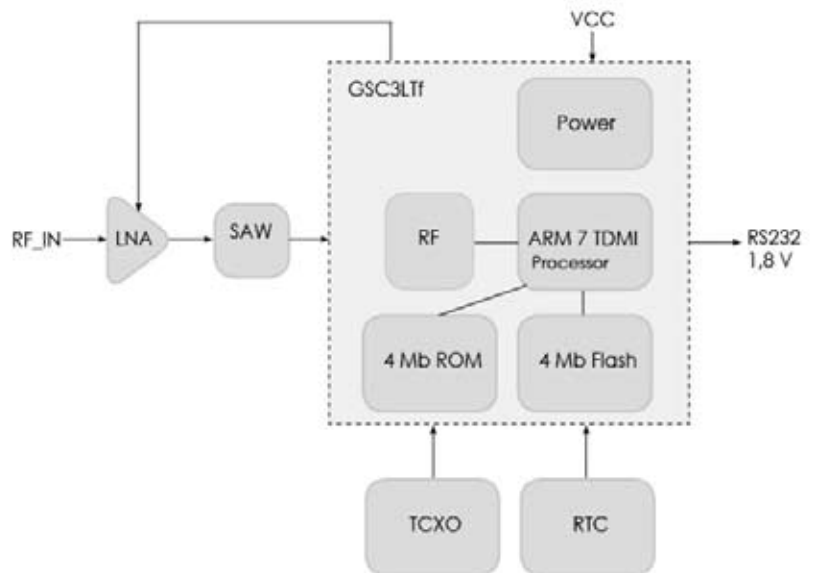 VCC
GSC3LTf
Power
RF_IN
LNA
SAW
RF
ARM 7 TDMI
Processor
RS232
1,8 V
4 Mb ROM
4 Mb Flash
TCXO
RTC